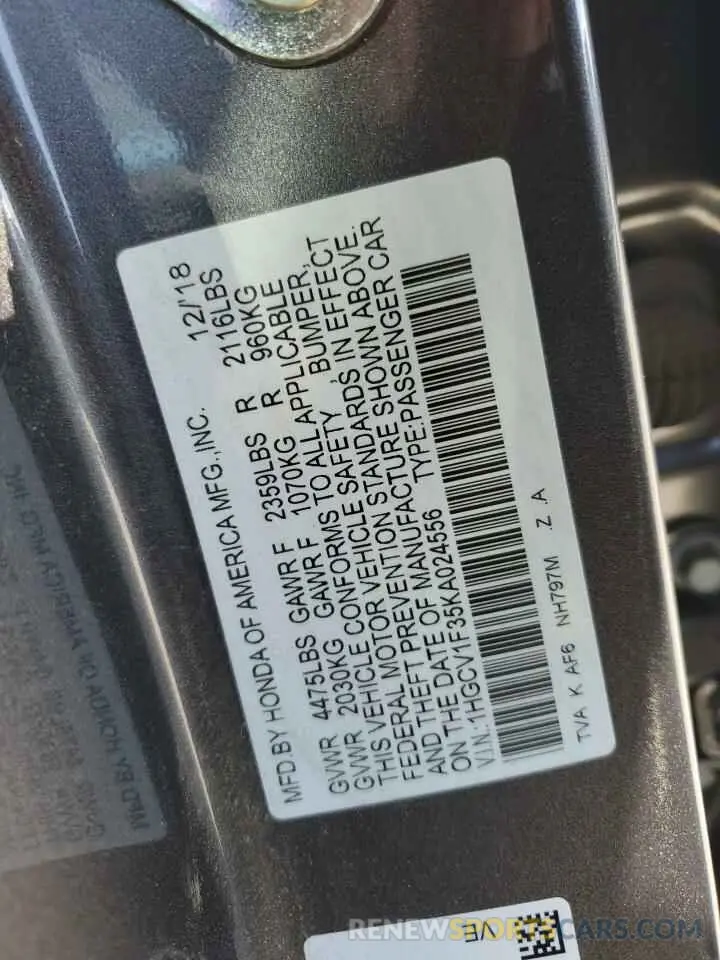 MFD BY HONDA OF AMERICA MFG.,INC. 12/'18
GVWR 4475LBS GAWR F 2359LBS R 2116LBS
GVWR 2030KG GAWR F 1070KG R 960KG
THIS VEHICLE CONFORMS TO ALL APPLICABLE
FEDERAL MOTOR VEHICLE SAFETY, BUMPER,
AND THEFT PREVENTION STANDARDS IN EFFECT
ON THE DATE OF MANUFACTURE SHOWN ABOVE.
V.I.N.:1HGCV1F35KA024556 TYPE:PASSENGER CAR
TVA K AF6 NH797M .Z .A
RENEWSPORTSCARS.COM